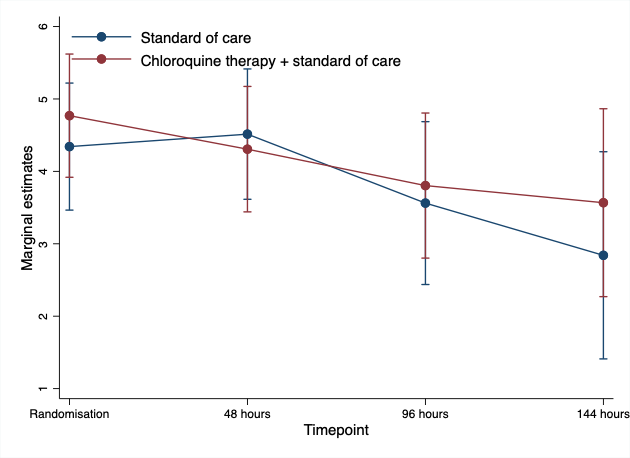 Standard of care
Chloroquine therapy + standard of care
Marginal estimates
6
5
4
3
2
1
Randomisation
48 hours
96 hours
144 hours
Timepoint